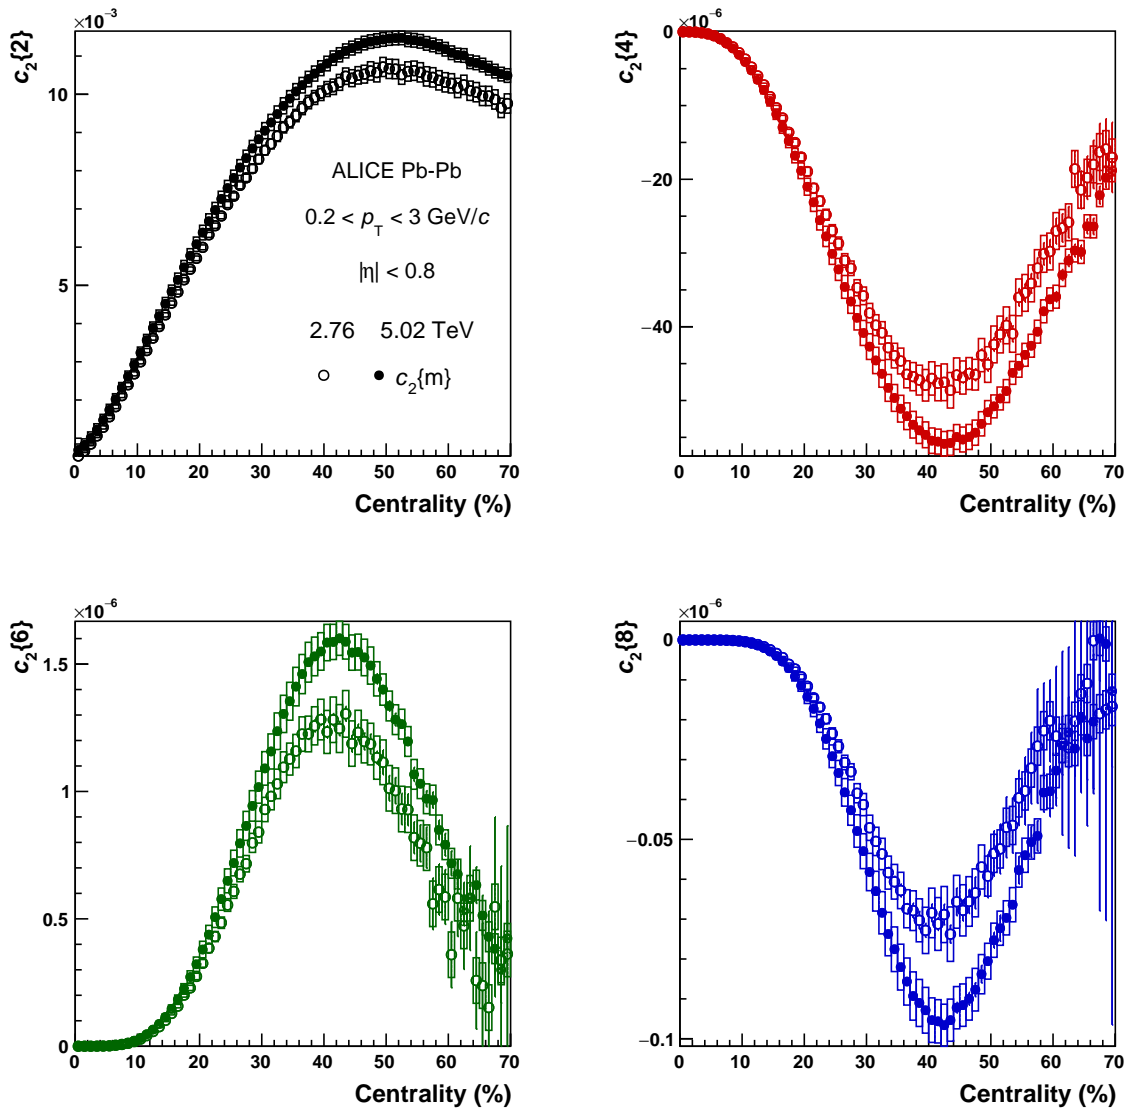 ×10⁻³
c₂{2}
10
5
ALICE Pb-Pb
0.2 < p_T < 3 GeV/c
|η| < 0.8
2.76 5.02 TeV
c₂{m}
0 10 20 30 40 50 60 70
Centrality (%)
×10⁻⁶
c₂{4}
0
−20
−40
0 10 20 30 40 50 60 70
Centrality (%)
×10⁻⁶
c₂{6}
1.5
1
0.5
0
0 10 20 30 40 50 60 70
Centrality (%)
×10⁻⁶
c₂{8}
0
−0.05
−0.1
0 10 20 30 40 50 60 70
Centrality (%)